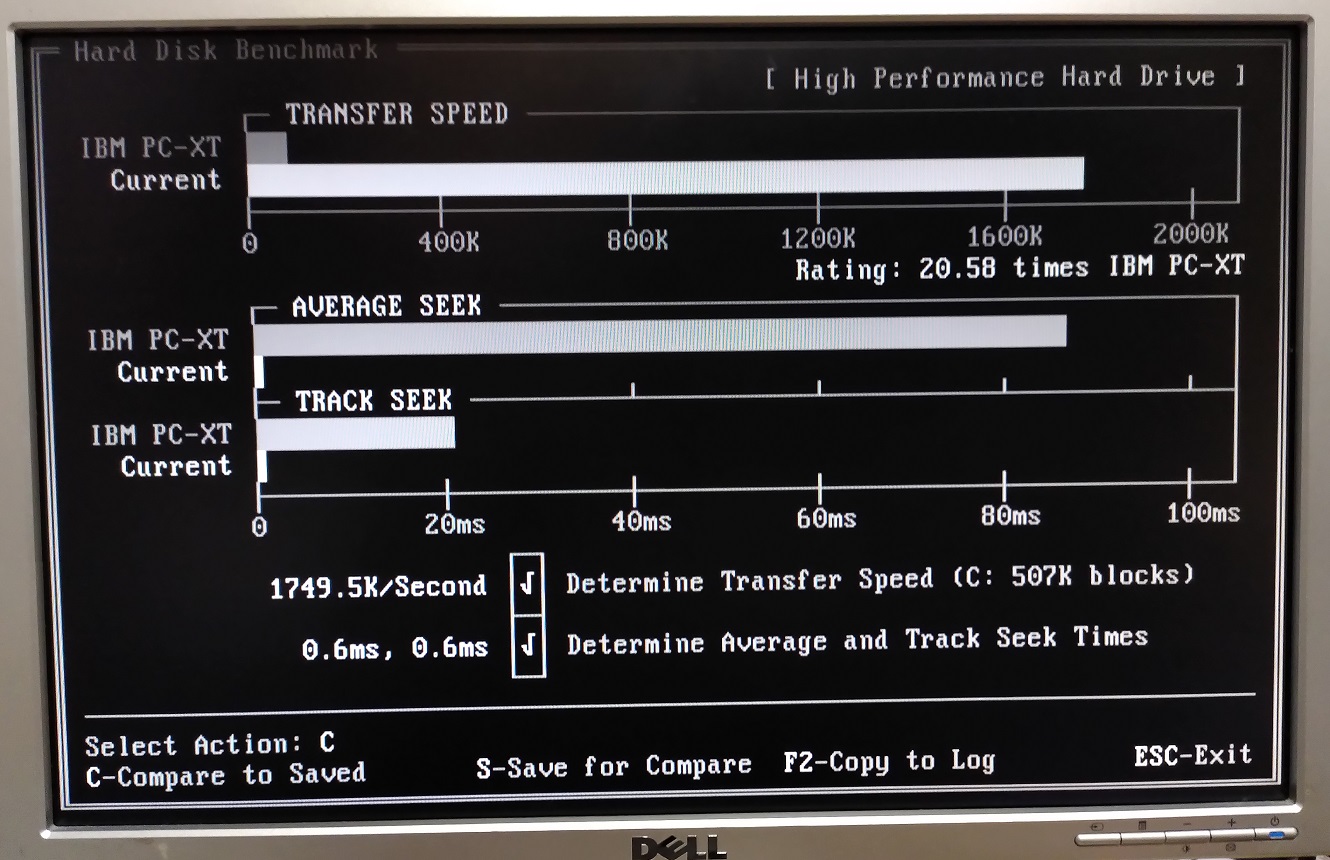 Hard Disk Benchmark
[ High Performance Hard Drive ]
TRANSFER SPEED
IBM PC-XT
Current
0 400K 800K 1200K 1600K 2000K
Rating: 20.58 times IBM PC-XT
AVERAGE SEEK
IBM PC-XT
Current
TRACK SEEK
IBM PC-XT
Current
0 20ms 40ms 60ms 80ms 100ms
1749.5K/Second √ Determine Transfer Speed (C: 507K blocks)
0.6ms, 0.6ms √ Determine Average and Track Seek Times
Select Action: C
C-Compare to Saved S-Save for Compare F2-Copy to Log ESC-Exit
DELL